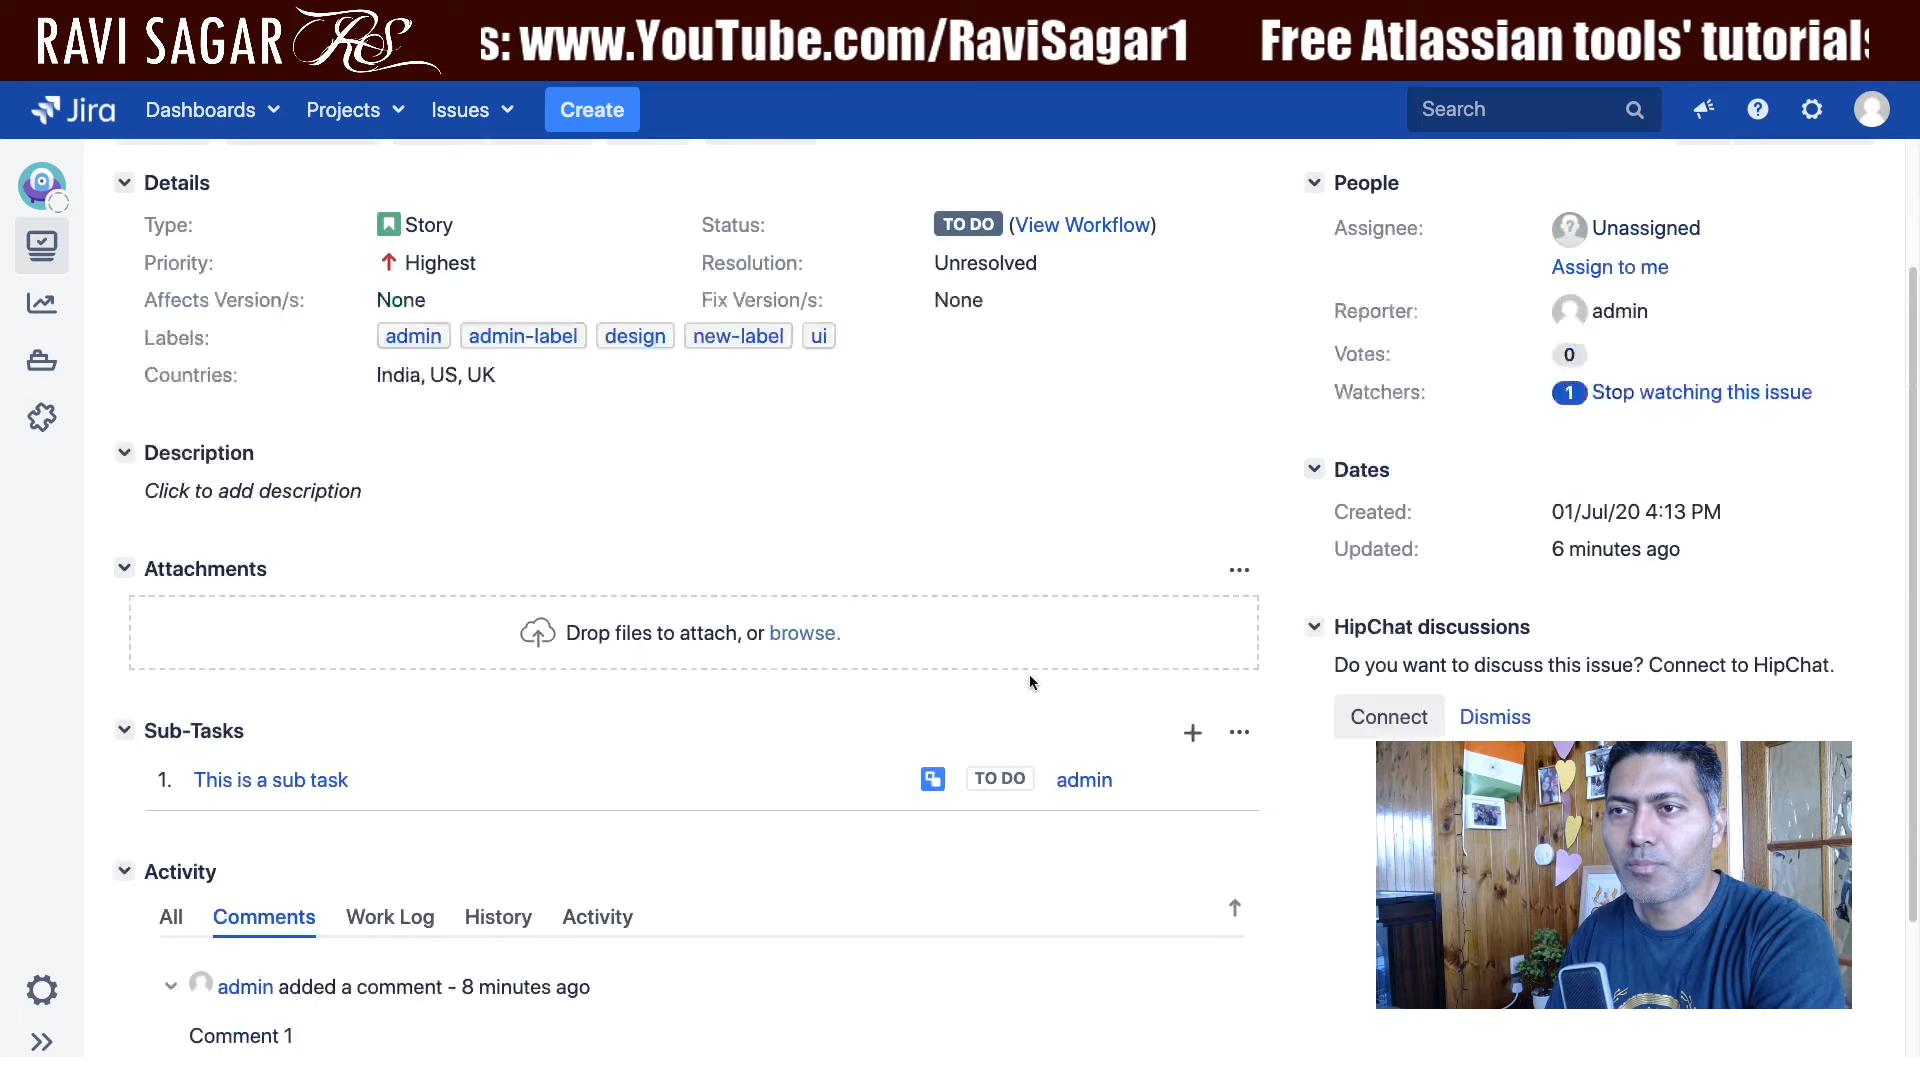 RAVI SAGAR RS s: www.YouTube.com/RaviSagar1 Free Atlassian tools' tutorials
Jira Dashboards Projects Issues Create Search
Details
Type: Story Status: TO DO (View Workflow)
Priority: Highest Resolution: Unresolved
Affects Version/s: None Fix Version/s: None
Labels: admin admin-label design new-label ui
Countries: India, US, UK
Description
Click to add description
Attachments
Drop files to attach, or browse.
Sub-Tasks
1. This is a sub task TO DO admin
Activity
All Comments Work Log History Activity
admin added a comment - 8 minutes ago
Comment 1
People
Assignee: Unassigned
Assign to me
Reporter: admin
Votes: 0
Watchers: 1 Stop watching this issue
Dates
Created: 01/Jul/20 4:13 PM
Updated: 6 minutes ago
HipChat discussions
Do you want to discuss this issue? Connect to HipChat.
Connect Dismiss